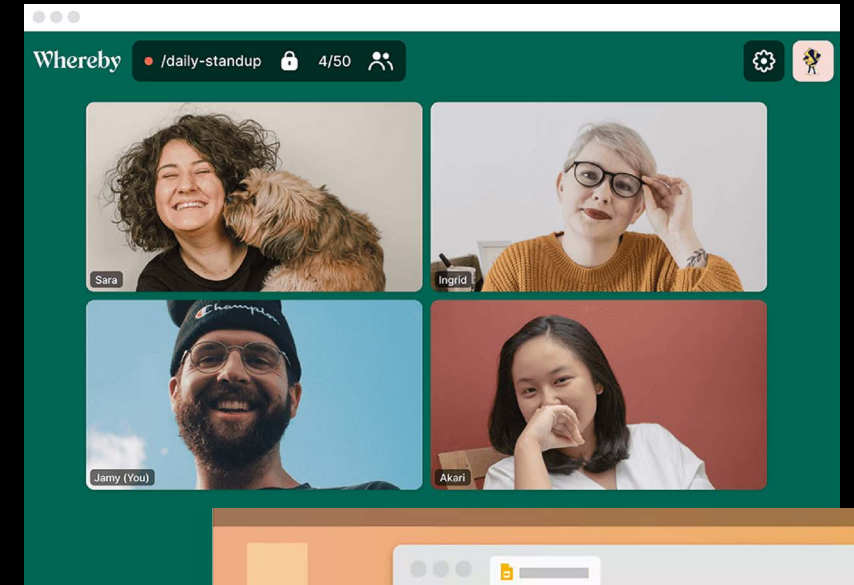 Whereby
/daily-standup
4/50
Sara
Ingrid
Champion
Jamy (You)
Akari